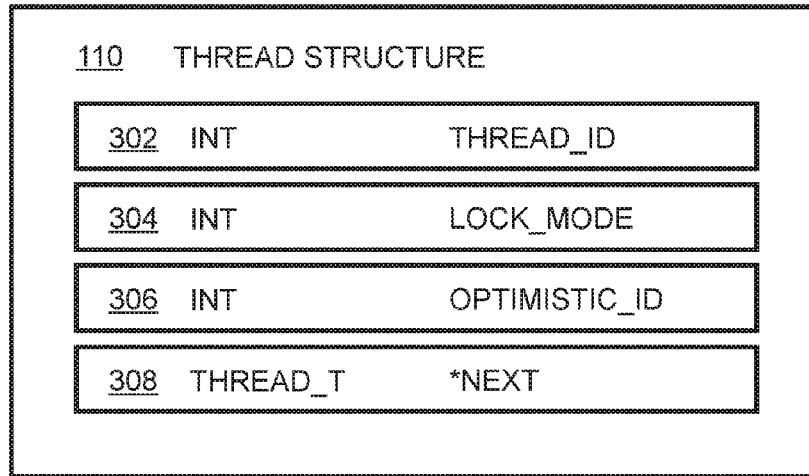 110 THREAD STRUCTURE
302 INT THREAD_ID
304 INT LOCK_MODE
306 INT OPTIMISTIC_ID
308 THREAD_T *NEXT